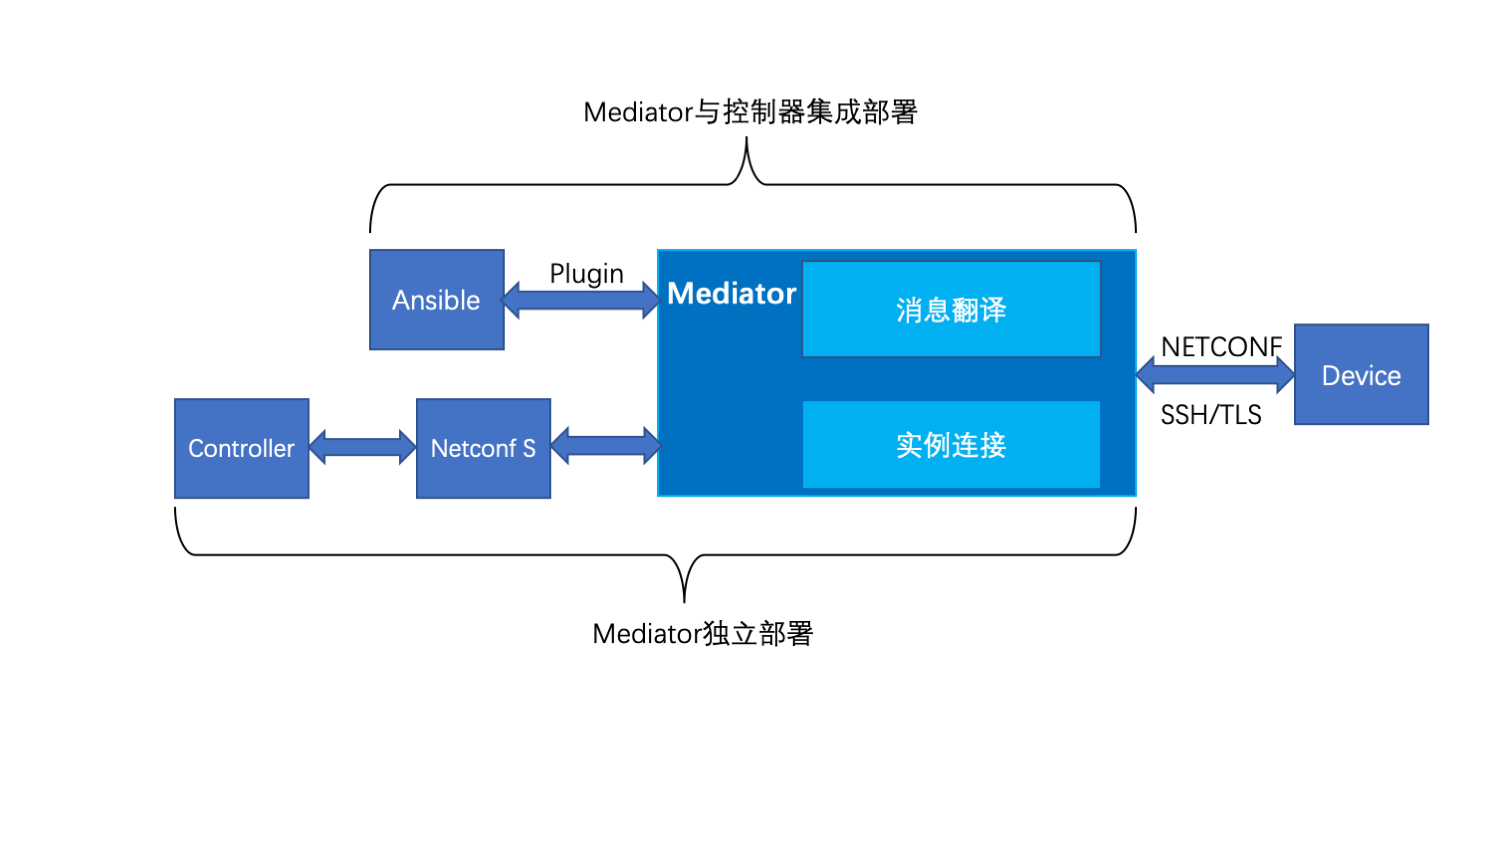 Mediator与控制器集成部署
Plugin
Ansible
Mediator
消息翻译
NETCONF
Device
SSH/TLS
Controller
Netconf S
实例连接
Mediator独立部署